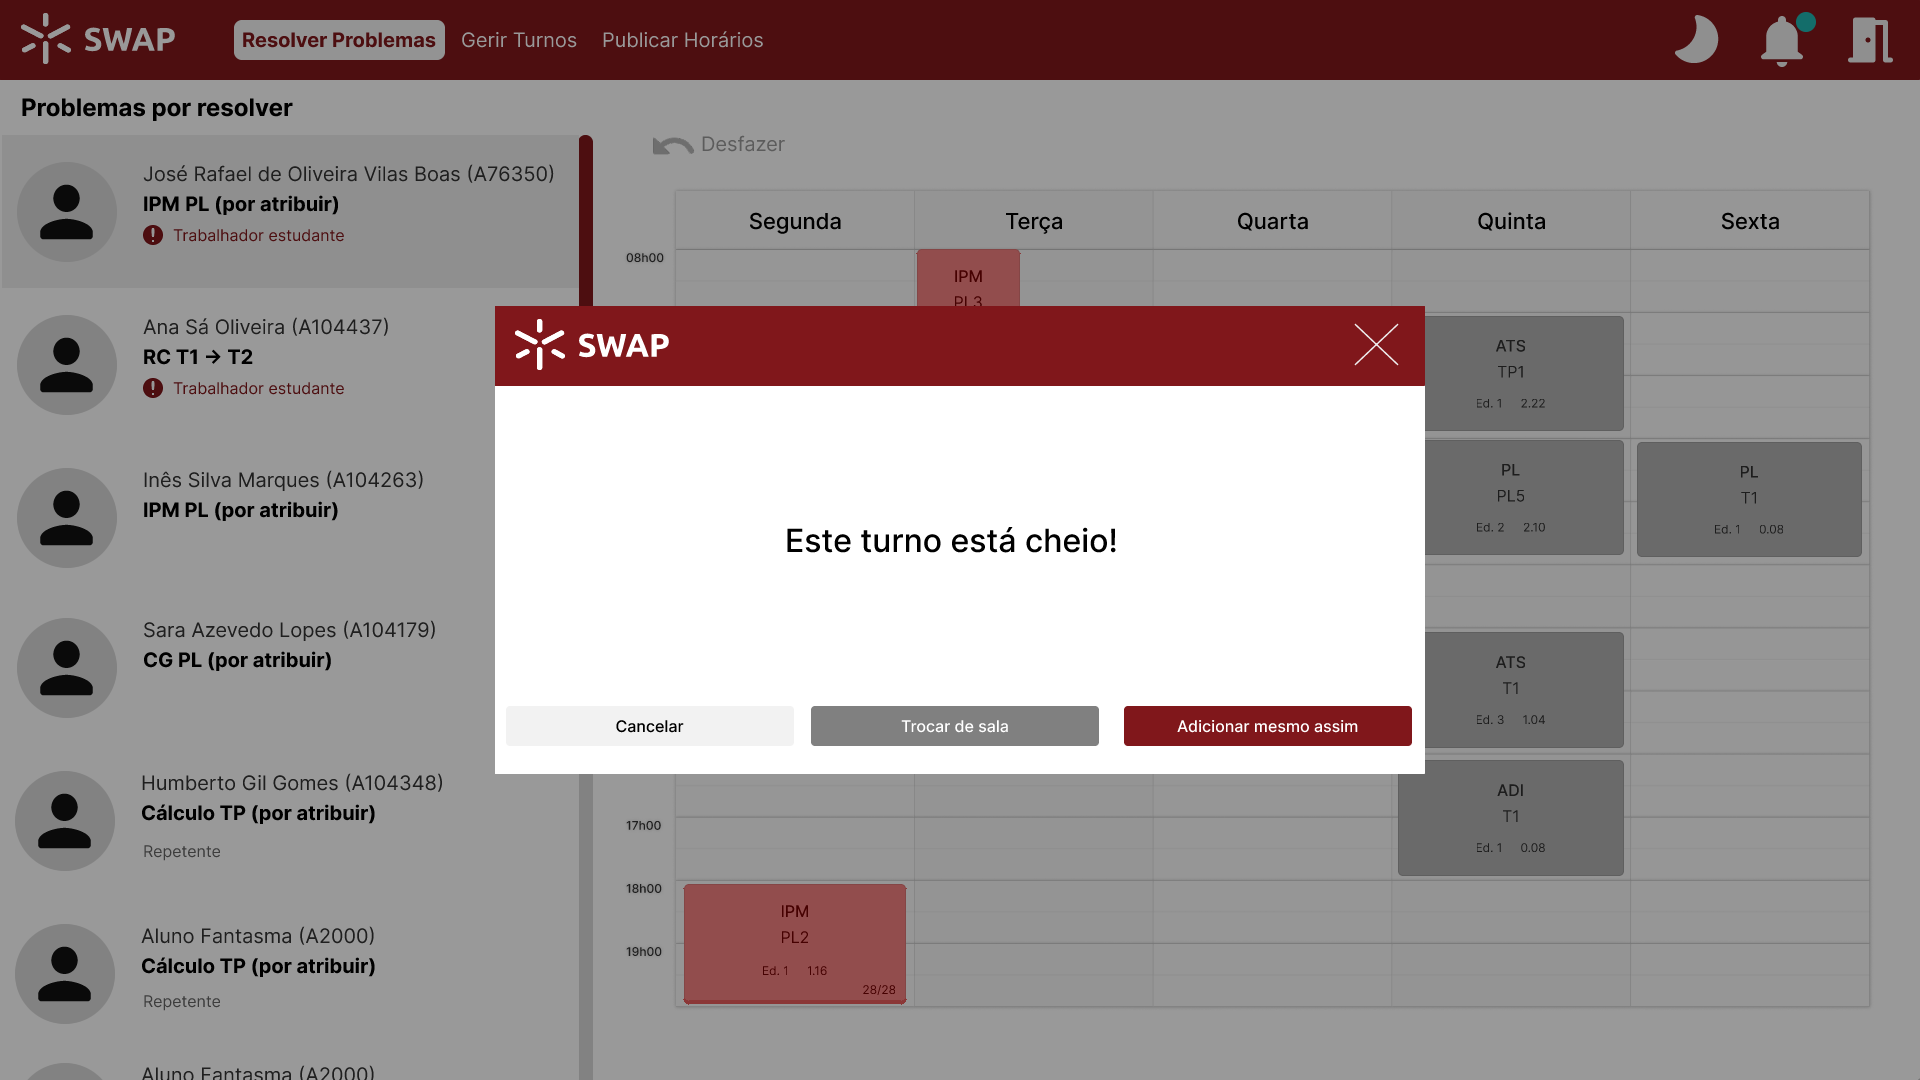 SWAP
Resolver Problemas
Gerir Turnos
Publicar Horários
Problemas por resolver
José Rafael de Oliveira Vilas Boas (A76350)
IPM PL (por atribuir)
Trabalhador estudante
Ana Sá Oliveira (A104437)
RC T1 → T2
Trabalhador estudante
Inês Silva Marques (A104263)
IPM PL (por atribuir)
Sara Azevedo Lopes (A104179)
CG PL (por atribuir)
Humberto Gil Gomes (A104348)
Cálculo TP (por atribuir)
Repetente
Aluno Fantasma (A2000)
Cálculo TP (por atribuir)
Repetente
Aluno Fantasma (A2000)
Desfazer
Segunda
Terça
Quarta
Quinta
Sexta
08h00
IPM
PL3
ATS
TP1
Ed. 1 2.22
PL
PL5
Ed. 2 2.10
PL
T1
Ed. 1 0.08
ATS
T1
Ed. 3 1.04
ADI
T1
Ed. 1 0.08
17h00
18h00
IPM
PL2
Ed. 1 1.16
28/28
19h00
SWAP
Este turno está cheio!
Cancelar
Trocar de sala
Adicionar mesmo assim